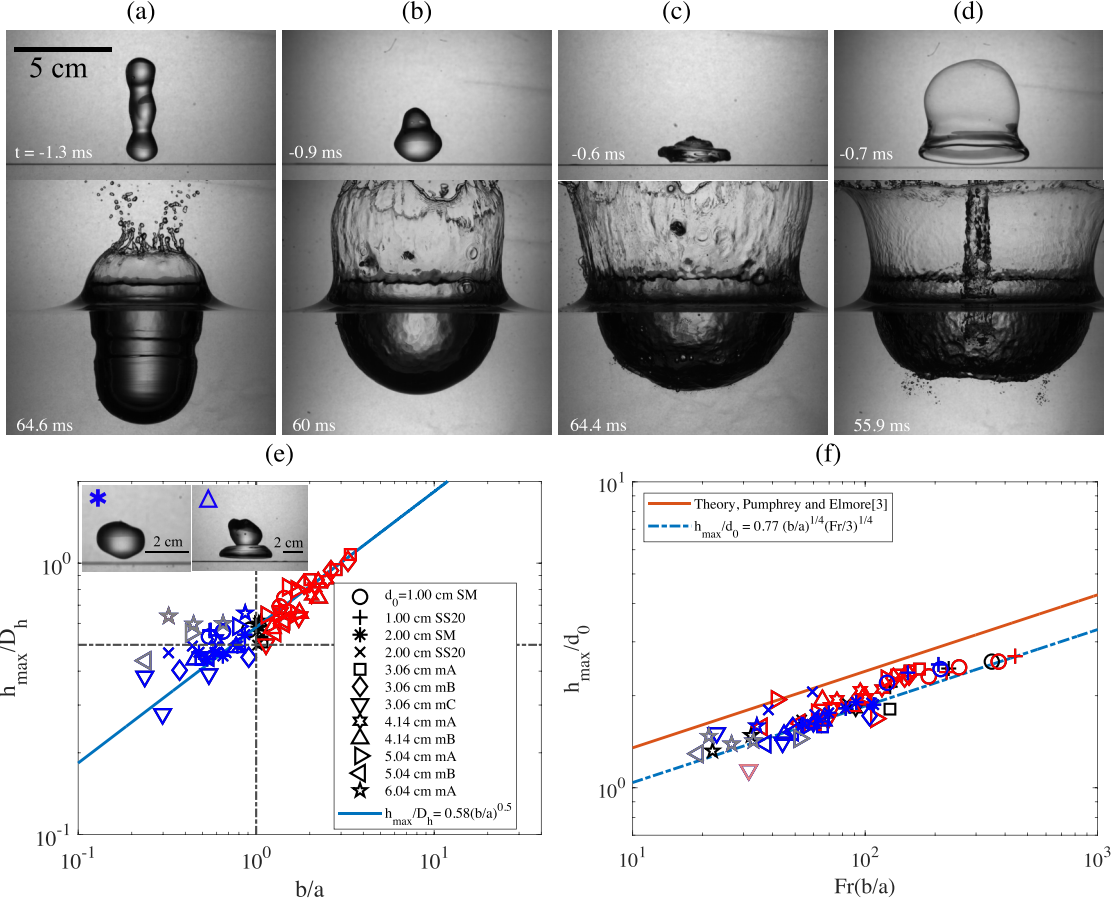 (a)
(b)
(c)
(d)
5 cm
t = -1.3 ms
-0.9 ms
-0.6 ms
-0.7 ms
64.6 ms
60 ms
64.4 ms
55.9 ms
(e)
(f)
2 cm
2 cm
10^0
10^-1
h_max/D_h
d_0=1.00 cm SM
1.00 cm SS20
2.00 cm SM
2.00 cm SS20
3.06 cm mA
3.06 cm mB
3.06 cm mC
4.14 cm mA
4.14 cm mB
5.04 cm mA
5.04 cm mB
6.04 cm mA
h_max/D_h = 0.58(b/a)^0.5
10^-1
10^0
10^1
b/a
10^1
10^0
h_max/d_0
Theory, Pumphrey and Elmore[3]
h_max/d_0 = 0.77 (b/a)^1/4(Fr/3)^1/4
10^1
10^2
10^3
Fr(b/a)